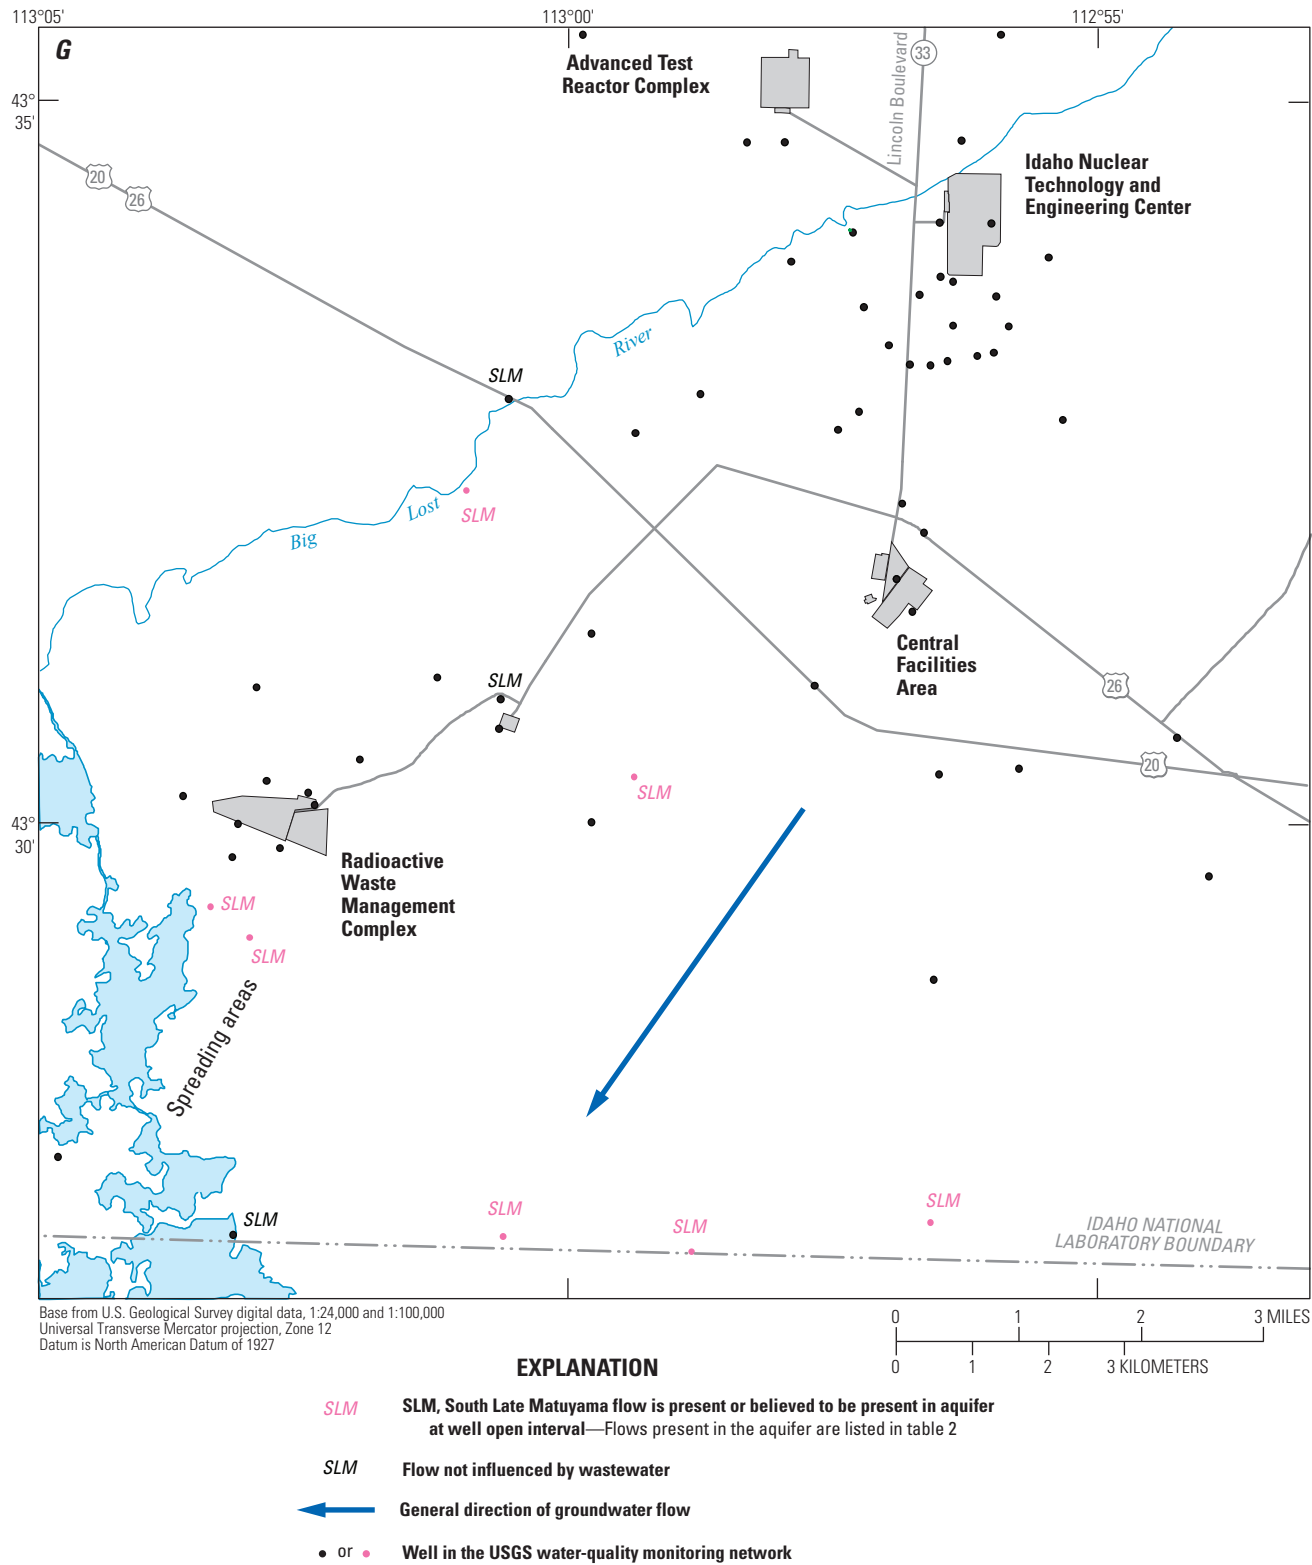 113°05'
113°00'
112°55'
G
33
Advanced Test
Reactor Complex
Lincoln Boulevard
43°
35'
20
26
Idaho Nuclear
Technology and
Engineering Center
River
SLM
Lost
SLM
Big
Central
Facilities
Area
SLM
26
20
SLM
43°
30'
Radioactive
Waste
Management
Complex
SLM
SLM
Spreading areas
SLM
SLM
SLM
SLM
IDAHO NATIONAL
LABORATORY BOUNDARY
Base from U.S. Geological Survey digital data, 1:24,000 and 1:100,000
Universal Transverse Mercator projection, Zone 12
Datum is North American Datum of 1927
0 1 2 3 MILES
0 1 2 3 KILOMETERS
EXPLANATION
SLM SLM, South Late Matuyama flow is present or believed to be present in aquifer
at well open interval—Flows present in the aquifer are listed in table 2
SLM Flow not influenced by wastewater
General direction of groundwater flow
or Well in the USGS water-quality monitoring network